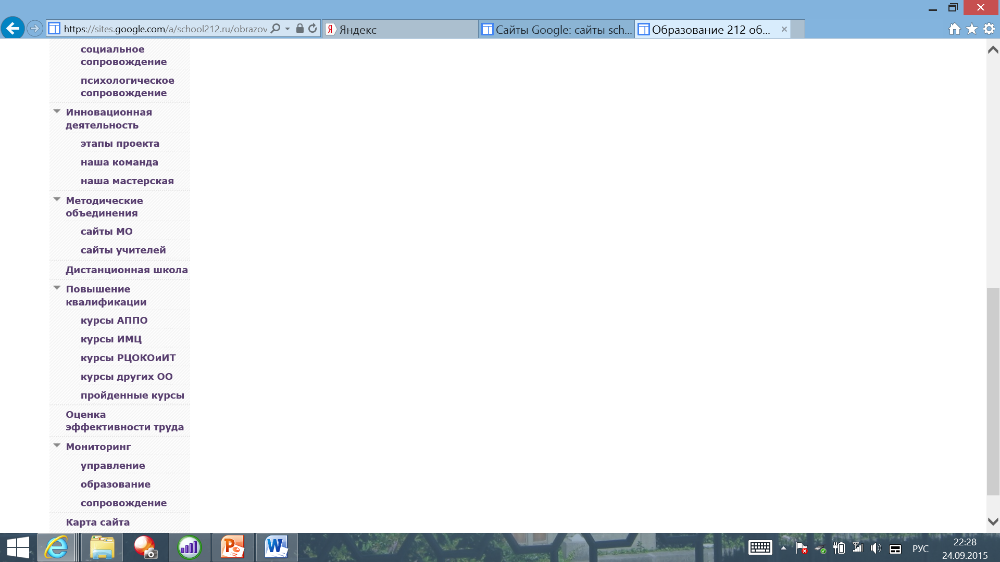 https://sites.google.com/a/school212.ru/obrazov
Яндекс
Сайты Google: сайты sch...
Образование 212 об...
социальное
сопровождение
психологическое
сопровождение
Инновационная
деятельность
этапы проекта
наша команда
наша мастерская
Методические
объединения
сайты МО
сайты учителей
Дистанционная школа
Повышение
квалификации
курсы АППО
курсы ИМЦ
курсы РЦОКОиИТ
курсы других ОО
пройденные курсы
Оценка
эффективности труда
Мониторинг
управление
образование
сопровождение
Карта сайта
РУС
22:28
24.09.2015